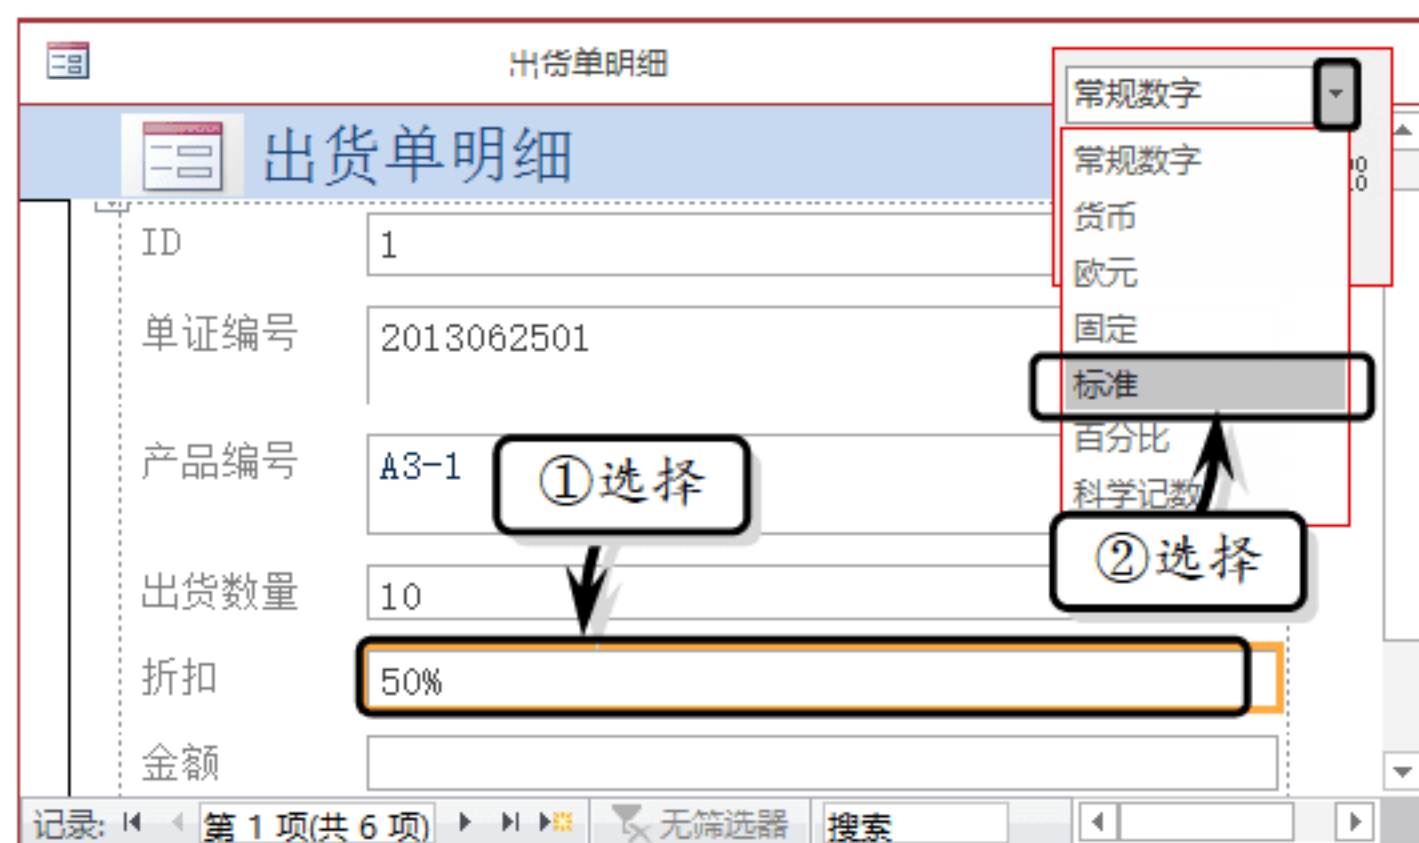 出货单明细
常规数字
出货单明细
常规数字
货币
欧元
固定
标准
百分比
科学记数
ID
1
单证编号
2013062501
产品编号
A3-1
①选择
②选择
出货数量
10
折扣
50%
金额
记录:
第 1 项(共 6 项)
无筛选器
搜索